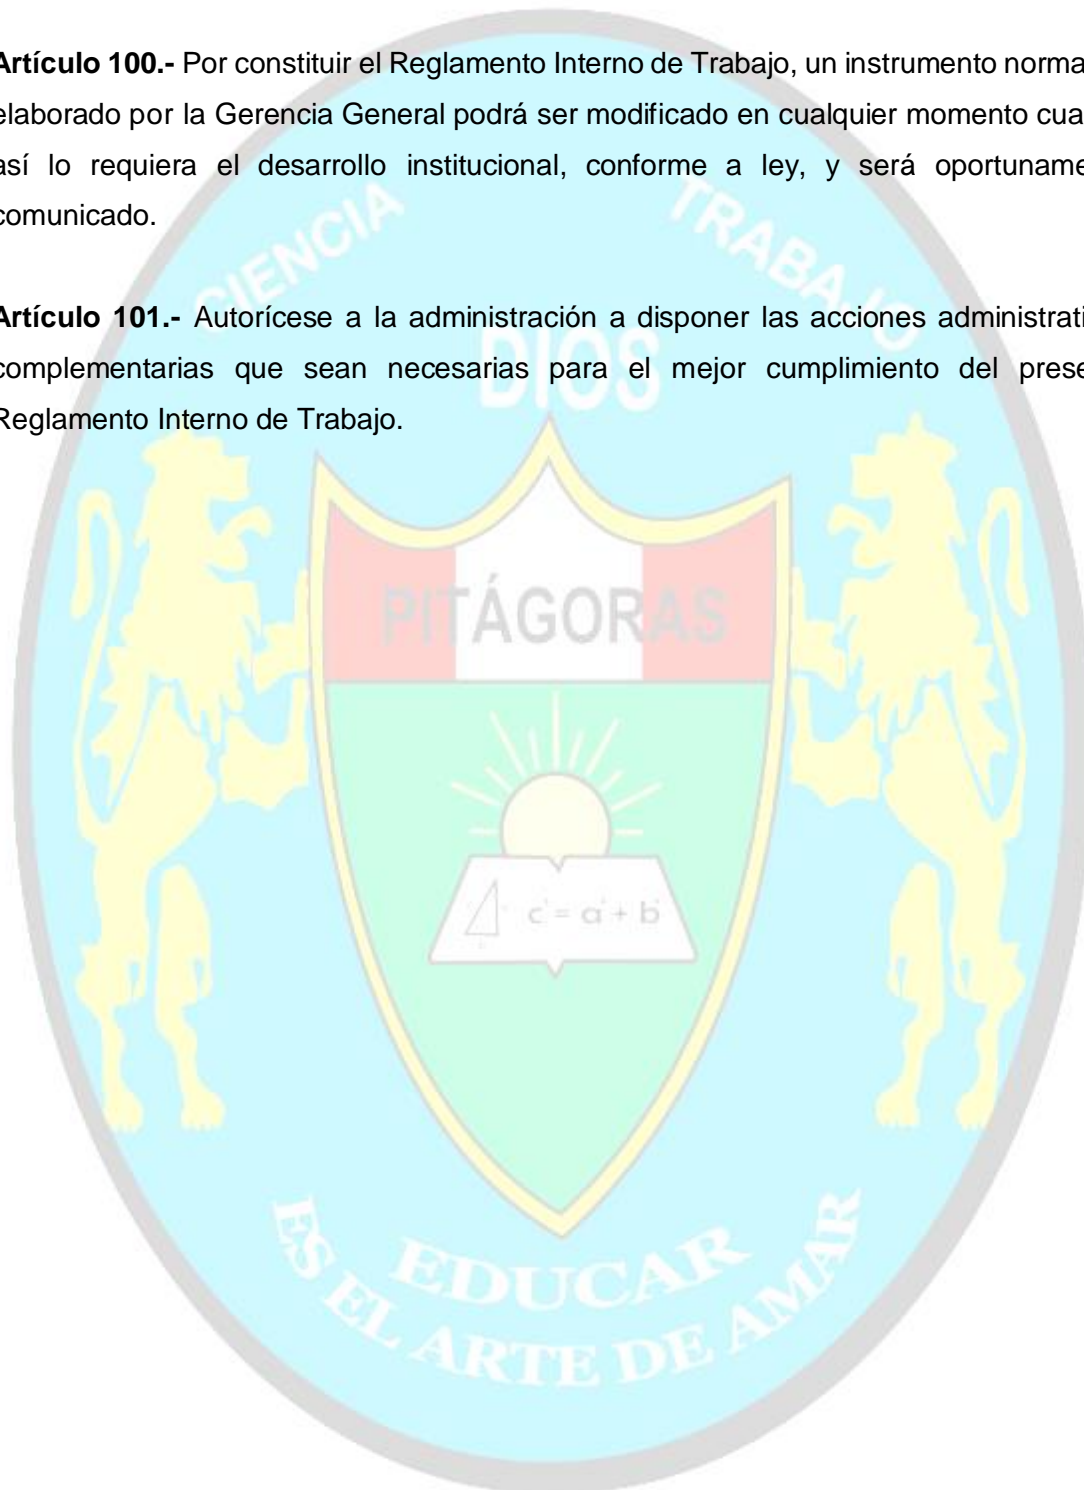 Artículo 100.- Por constituir el Reglamento Interno de Trabajo, un instrumento norma
elaborado por la Gerencia General podrá ser modificado en cualquier momento cua
así lo requiera el desarrollo institucional, conforme a ley, y será oportuname
comunicado.
Artículo 101.- Autorícese a la administración a disponer las acciones administrati
complementarias que sean necesarias para el mejor cumplimiento del prese
Reglamento Interno de Trabajo.
CIENCIA
TRABAJO
DIOS
PITÁGORAS
c² = a² + b²
EDUCAR
ES EL ARTE DE AMAR